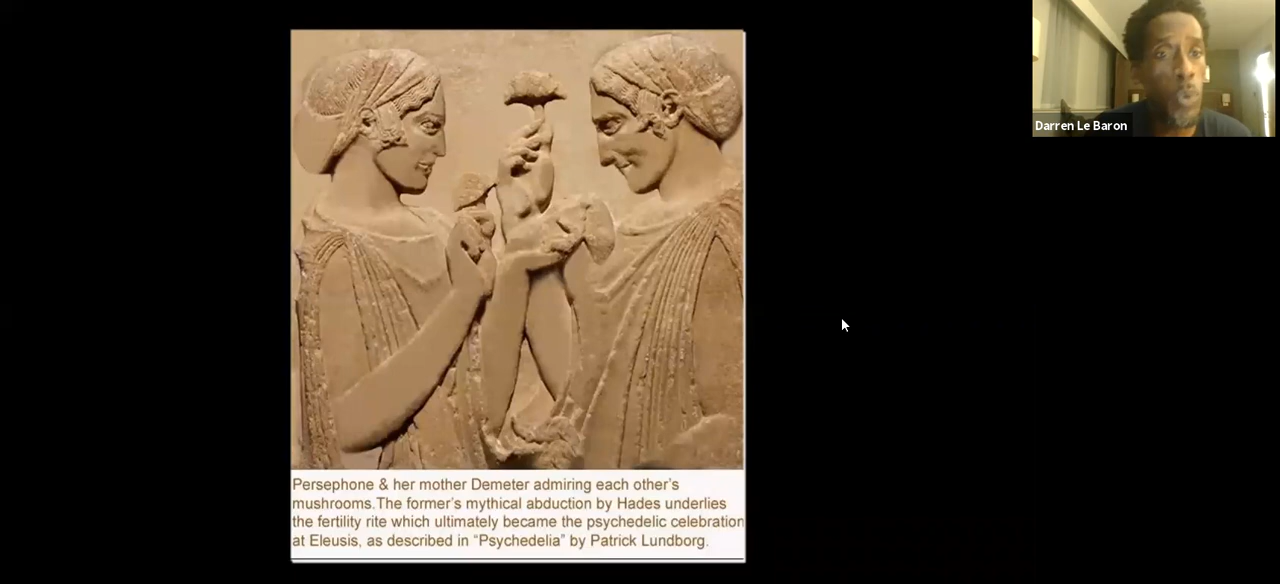 Darren Le Baron
Persephone & her mother Demeter admiring each other's
mushrooms.The former's mythical abduction by Hades underlies
the fertility rite which ultimately became the psychedelic celebration
at Eleusis, as described in “Psychedelia” by Patrick Lundborg.